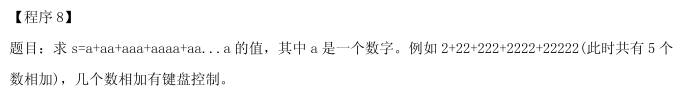 【程序 8】
题目：求 s=a+aa+aaa+aaaa+aa...a 的值，其中 a 是一个数字。例如 2+22+222+2222+22222(此时共有 5 个
数相加)，几个数相加有键盘控制。